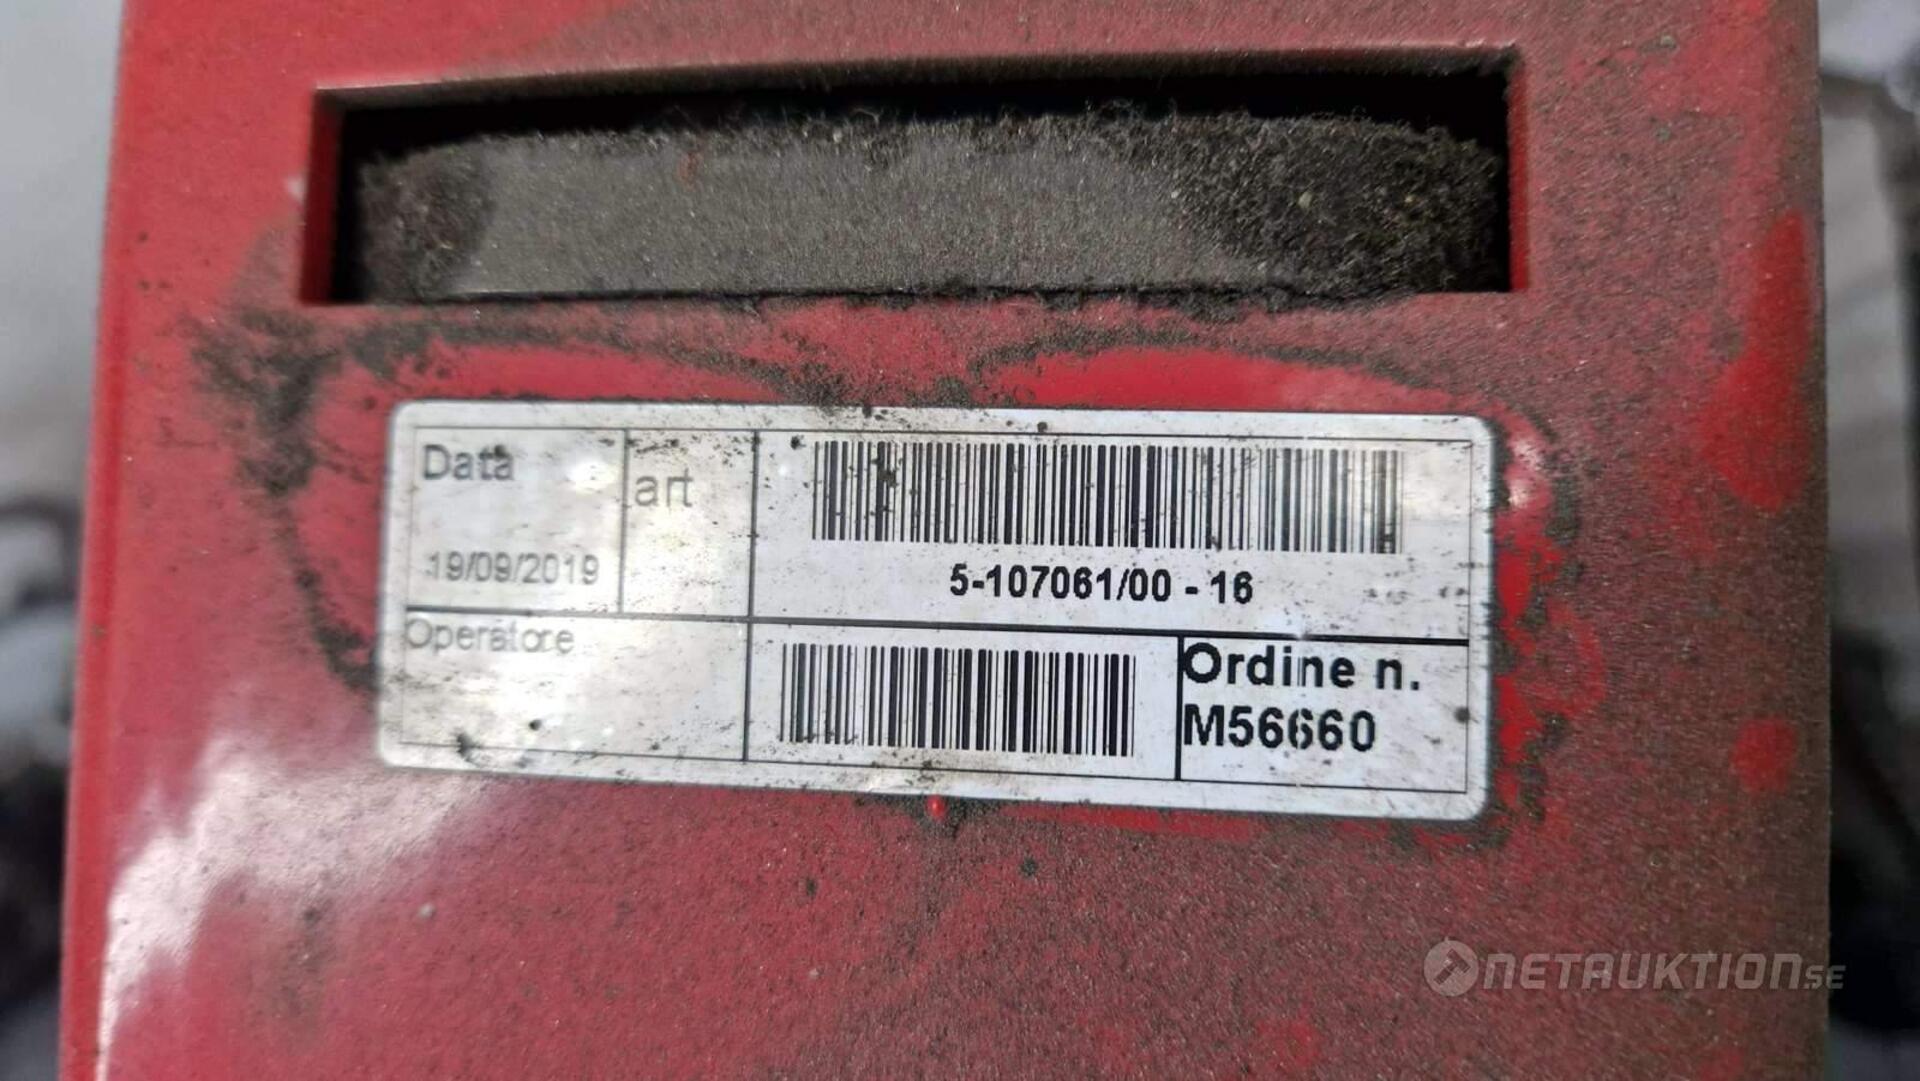 Data
art
19/09/2019
5-107061/00 - 16
Operatore
Ordine n.
M56660
NETAUKTION.SE